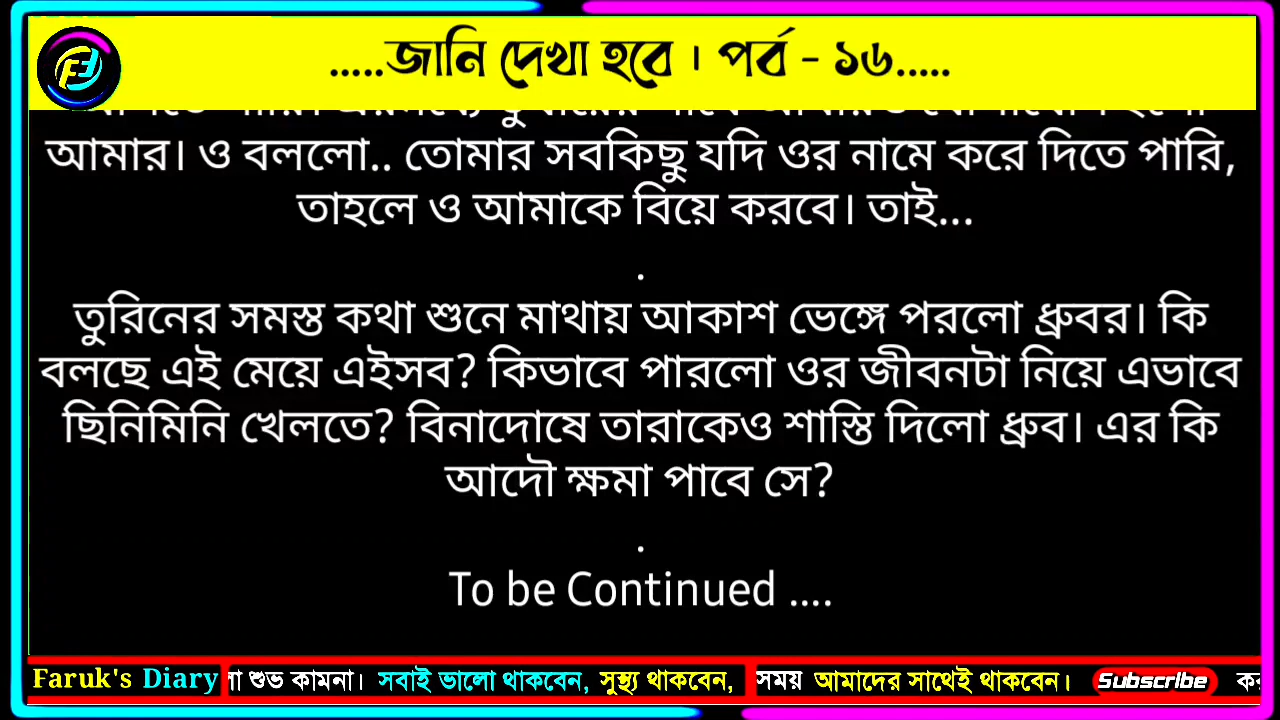 .....জানি দেখা হবে । পর্ব - ১৬.....
আমার। ও বললো.. তোমার সবকিছু যদি ওর নামে করে দিতে পারি,
তাহলে ও আমাকে বিয়ে করবে। তাই...
.
তুরিনের সমস্ত কথা শুনে মাথায় আকাশ ভেঙ্গে পরলো ধ্রুবর। কি
বলছে এই মেয়ে এইসব? কিভাবে পারলো ওর জীবনটা নিয়ে এভাবে
ছিনিমিনি খেলতে? বিনাদোষে তারাকেও শাস্তি দিলো ধ্রুব। এর কি
আদৌ ক্ষমা পাবে সে?
.
To be Continued ....
Faruk's Diary শুভ কামনা। সবাই ভালো থাকবেন, সুস্থ্য থাকবেন, সময় আমাদের সাথেই থাকবেন। Subscribe